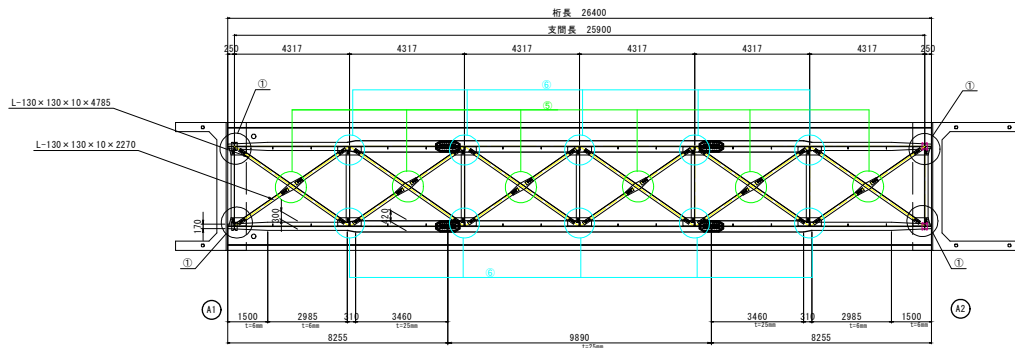 桁長 26400
支間長 25900
250 4317 4317 4317 4317 4317 4317 250
⑥
① ①
⑤
L-130×130×10×4785
L-130×130×10×2270
170 300 420
① ①
⑥
A1 A2
1500 2985 310 3460 3460 310 2985 1500
t=6mm t=6mm t=25mm t=25mm t=6mm t=6mm
8255 9890 8255
t=25mm